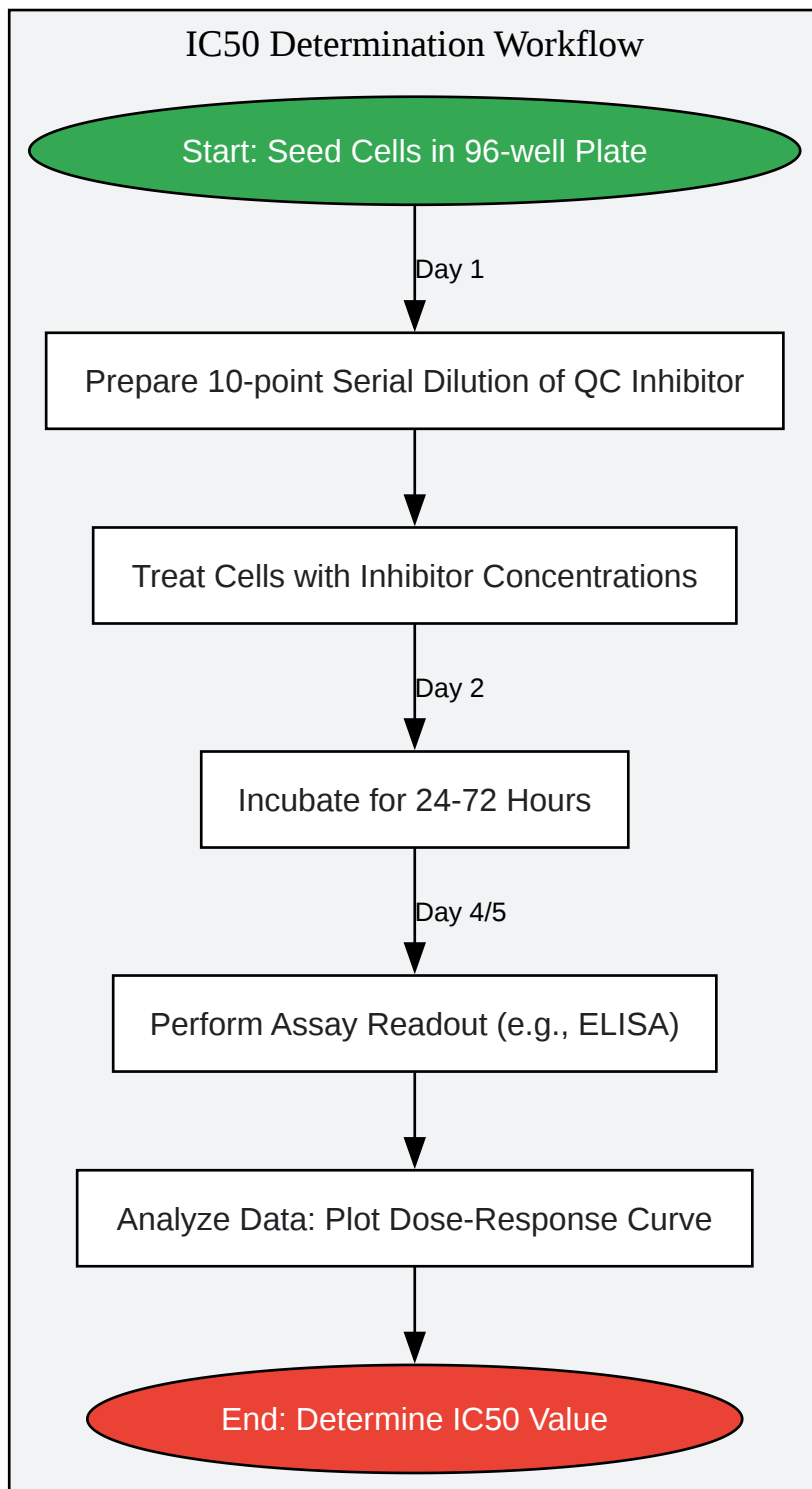 IC50 Determination Workflow
Start: Seed Cells in 96-well Plate
Day 1
Prepare 10-point Serial Dilution of QC Inhibitor
Treat Cells with Inhibitor Concentrations
Day 2
Incubate for 24-72 Hours
Day 4/5
Perform Assay Readout (e.g., ELISA)
Analyze Data: Plot Dose-Response Curve
End: Determine IC50 Value